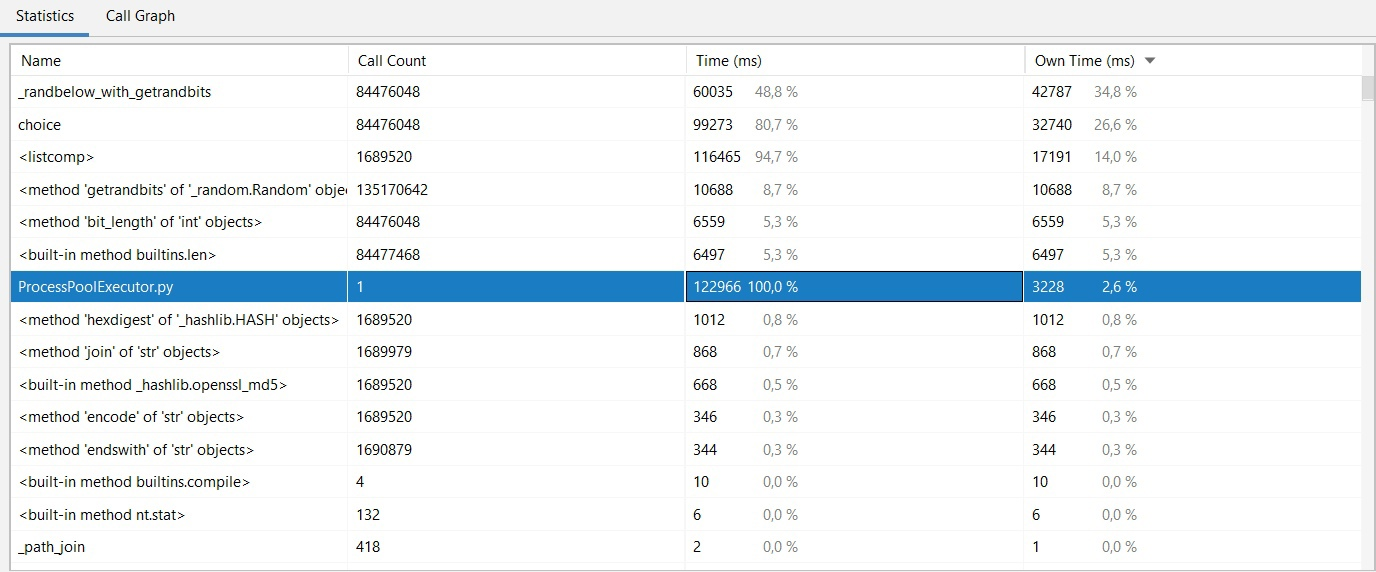 Statistics Call Graph
Name Call Count Time (ms) Own Time (ms)
_randbelow_with_getrandbits 84476048 60035 48,8 % 42787 34,8 %
choice 84476048 99273 80,7 % 32740 26,6 %
<listcomp> 1689520 116465 94,7 % 17191 14,0 %
<method 'getrandbits' of '_random.Random' obje 135170642 10688 8,7 % 10688 8,7 %
<method 'bit_length' of 'int' objects> 84476048 6559 5,3 % 6559 5,3 %
<built-in method builtins.len> 84477468 6497 5,3 % 6497 5,3 %
ProcessPoolExecutor.py 1 122966 100,0 % 3228 2,6 %
<method 'hexdigest' of '_hashlib.HASH' objects> 1689520 1012 0,8 % 1012 0,8 %
<method 'join' of 'str' objects> 1689979 868 0,7 % 868 0,7 %
<built-in method _hashlib.openssl_md5> 1689520 668 0,5 % 668 0,5 %
<method 'encode' of 'str' objects> 1689520 346 0,3 % 346 0,3 %
<method 'endswith' of 'str' objects> 1690879 344 0,3 % 344 0,3 %
<built-in method builtins.compile> 4 10 0,0 % 10 0,0 %
<built-in method nt.stat> 132 6 0,0 % 6 0,0 %
_path_join 418 2 0,0 % 1 0,0 %